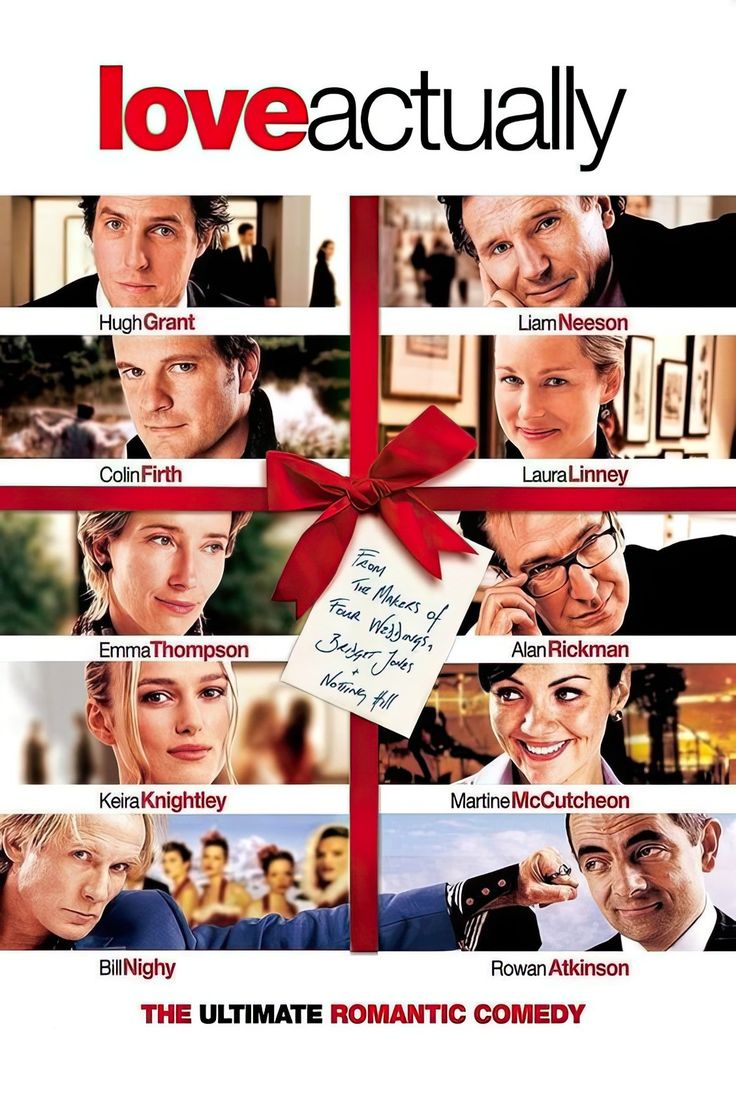 loveactually
HughGrant
LiamNeeson
ColinFirth
LauraLinney
From
The Makers of
Four Weddings,
Bridget Jones
+
Notting Hill
EmmaThompson
AlanRickman
KeiraKnightley
MartineMcCutcheon
BillNighy
RowanAtkinson
THE ULTIMATE ROMANTIC COMEDY